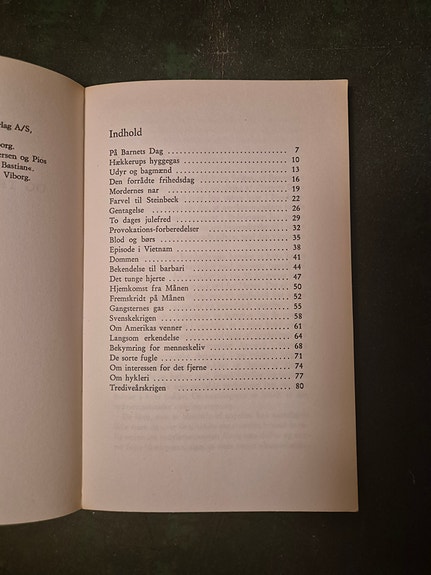 lag A/S,
org.
ersen og Pios
Bastian«.
Viborg.
Indhold
På Barnets Dag 7
Hækkerups hyggegas 10
Udyr og bagmænd 13
Den forrådte frihedsdag 16
Mordernes nar 19
Farvel til Steinbeck 22
Gentagelse 26
To dages julefred 29
Provokations-forberedelser 32
Blod og børs 35
Episode i Vietnam 38
Dommen 41
Bekendelse til barbari 44
Det tunge hjerte 47
Hjemkomst fra Månen 50
Fremskridt på Månen 52
Gangsternes gas 55
Svenskekrigen 58
Om Amerikas venner 61
Langsom erkendelse 64
Bekymring for menneskeliv 68
De sorte fugle 71
Om interessen for det fjerne 74
Om hykleri 77
Trediveårskrigen 80